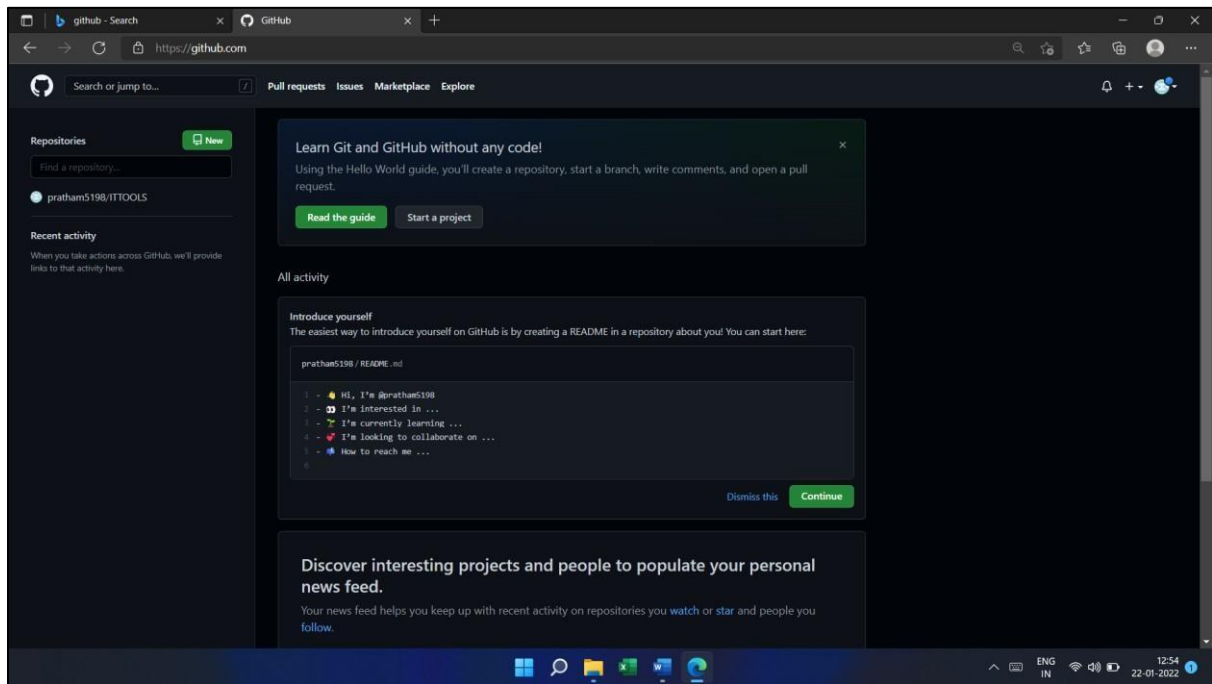 github - Search
GitHub
https://github.com
Search or jump to...
/
Pull requests Issues Marketplace Explore
Repositories
New
Find a repository...
pratham5198/ITTOOLS
Recent activity
When you take actions across GitHub, we'll provide
links to that activity here.
Learn Git and GitHub without any code!
Using the Hello World guide, you'll create a repository, start a branch, write comments, and open a pull
request.
Read the guide
Start a project
All activity
Introduce yourself
The easiest way to introduce yourself on GitHub is by creating a README in a repository about you! You can start here:
pratham5198/README.md
1 - 👋 Hi, I'm @pratham5198
2 - 👀 I'm interested in ...
3 - 🌱 I'm currently learning ...
4 - 💞️ I'm looking to collaborate on ...
5 - 📫 How to reach me ...
6
Dismiss this
Continue
Discover interesting projects and people to populate your personal
news feed.
Your news feed helps you keep up with recent activity on repositories you watch or star and people you
follow.
ENG
IN
12:54
22-01-2022
1